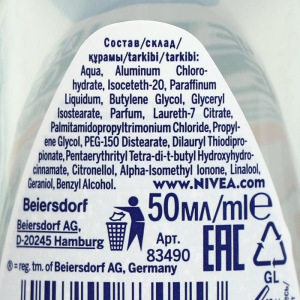 Состав/склад/
құрамы/tarkibi/tarkibi:
Aqua, Aluminum Chloro-
hydrate, Isoceteth-20, Paraffinum
Liquidum, Butylene Glycol, Glyceryl
Isostearate, Parfum, Laureth-7 Citrate,
Palmitamidopropyltrimonium Chloride, Propyl-
ene Glycol, PEG-150 Distearate, Dilauryl Thiodipro-
pionate,Pentaerythrityl Tetra-di-t-butyl Hydroxyhydro-
cinnamate, Citronellol, Alpha-Isomethyl Ionone, Linalool,
Geraniol, Benzyl Alcohol.
www.NIVEA.com
Beiersdorf
Beiersdorf AG,
D-20245 Hamburg
50мл/ml e
Арт.
83490
EAC
GL
® = reg. tm. of Beiersdorf AG, Germany